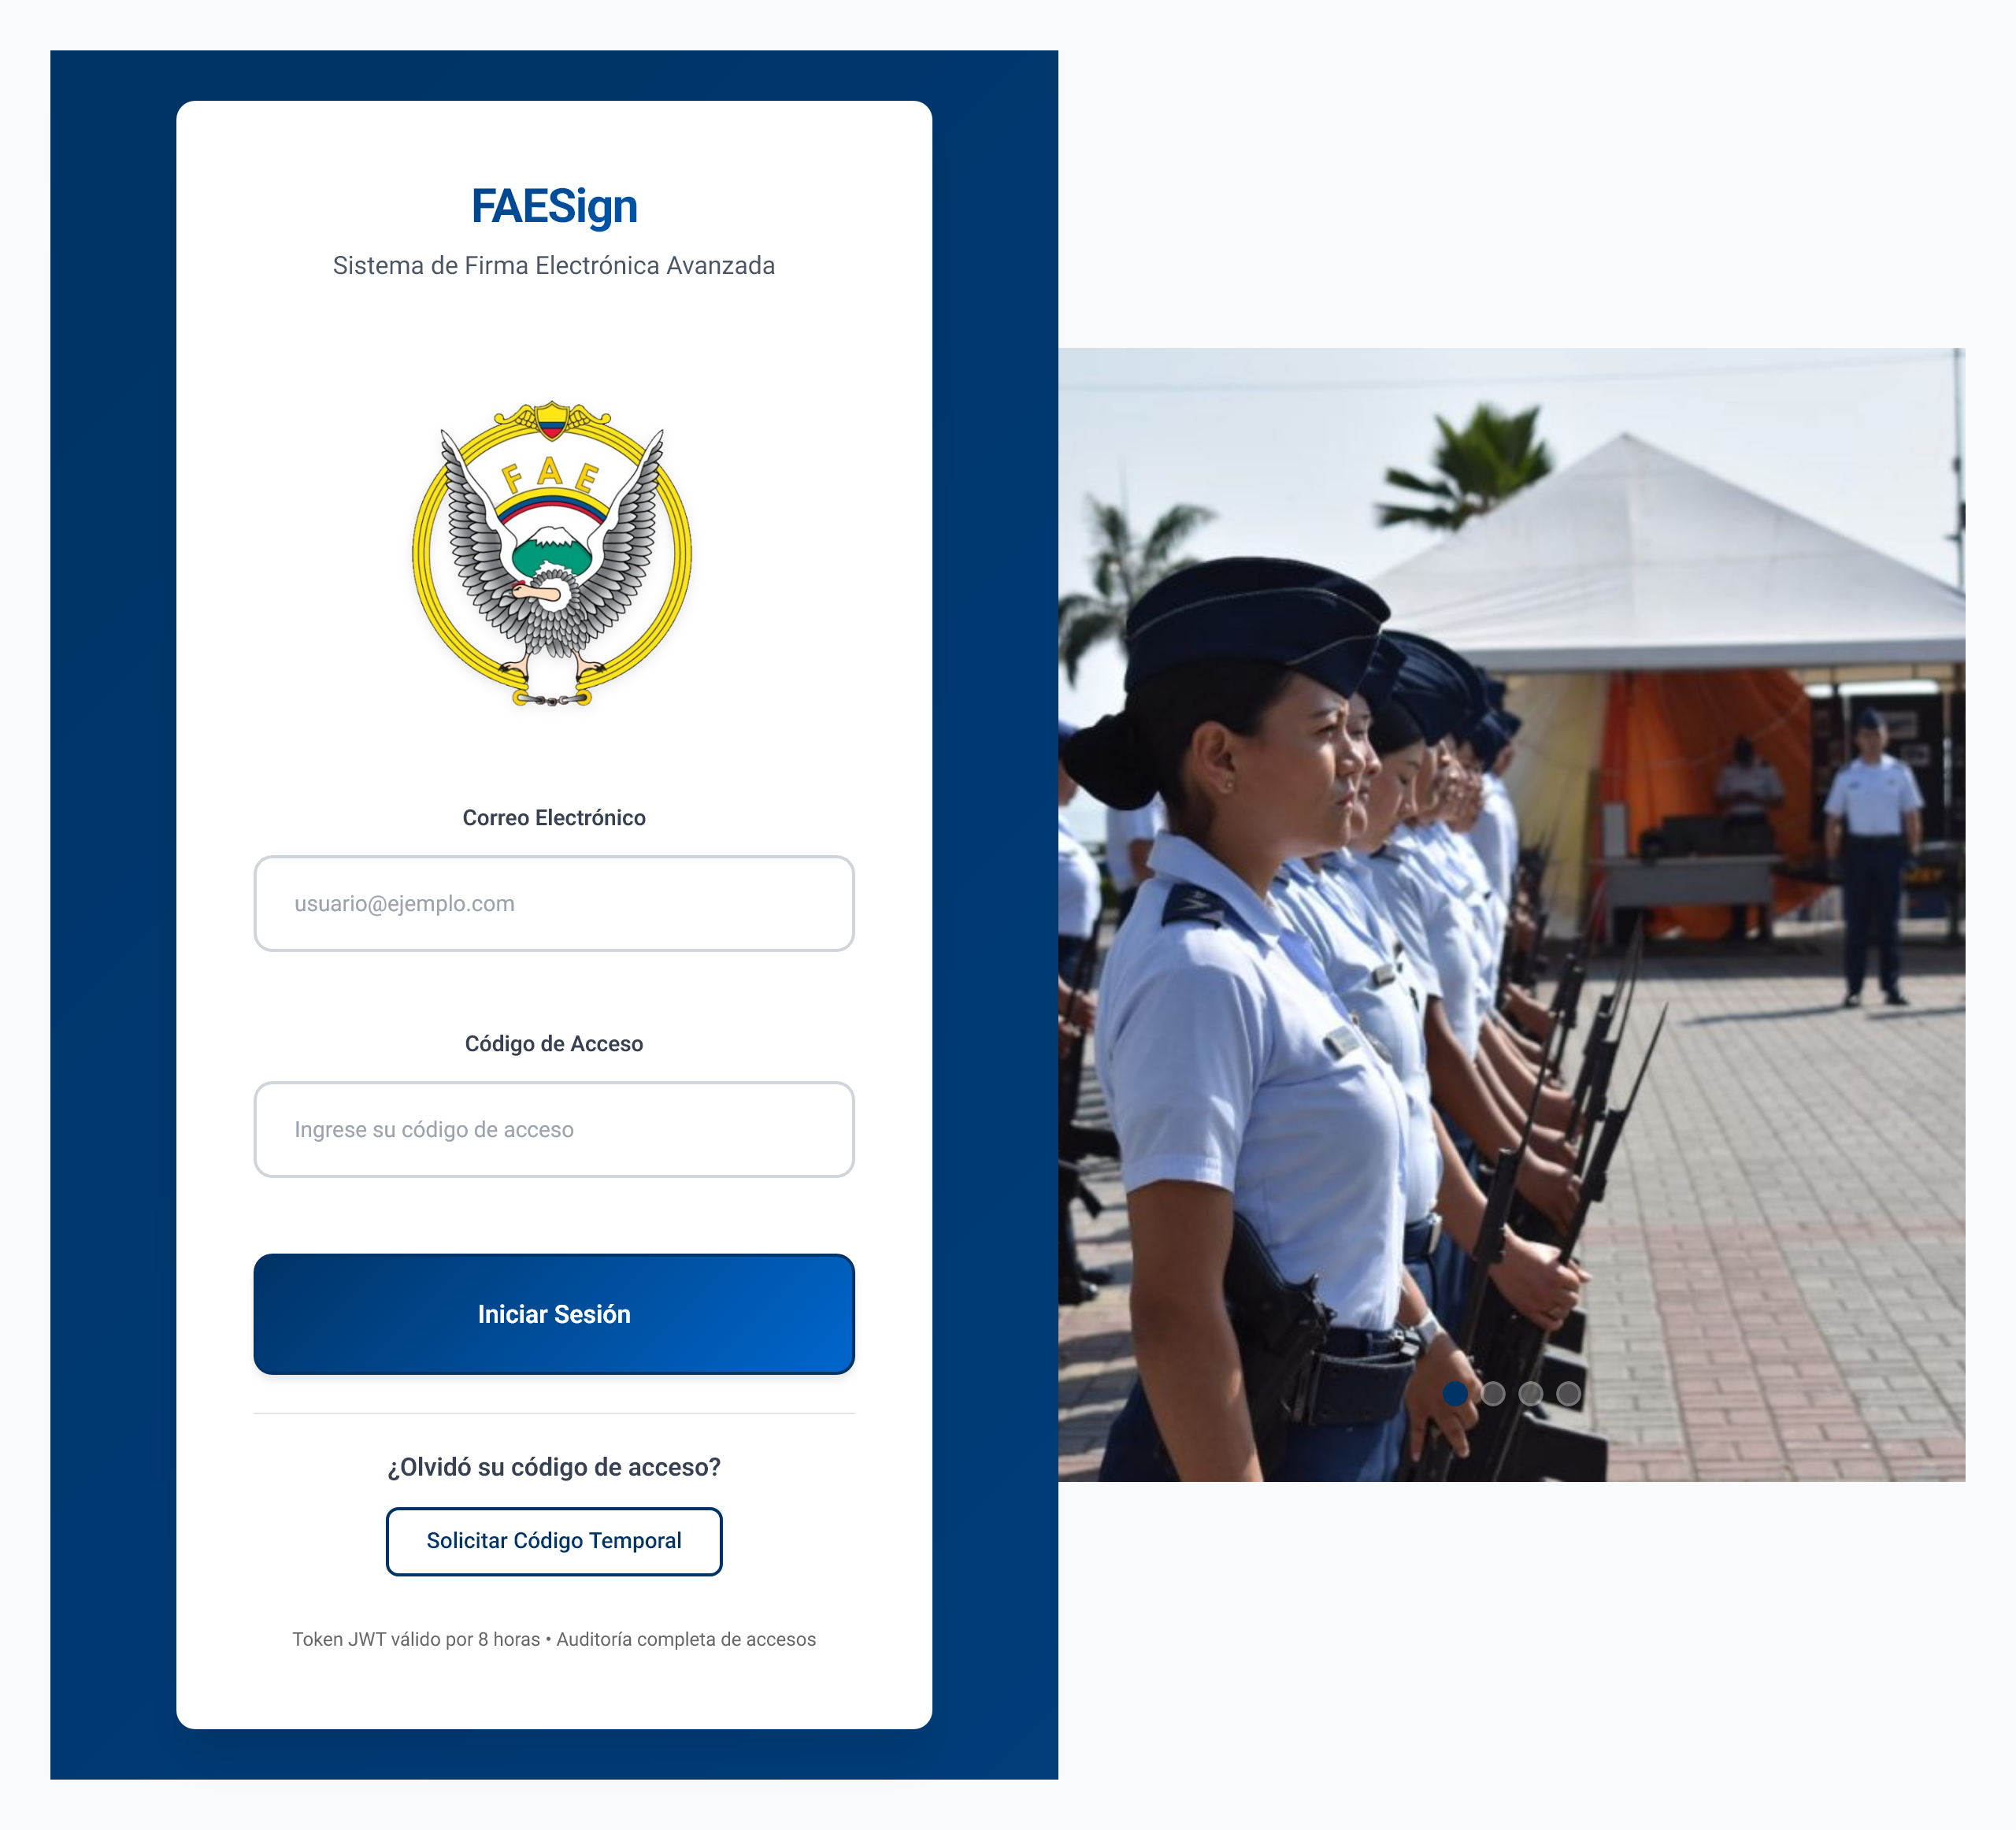 FAESign
Sistema de Firma Electrónica Avanzada
FAE
Correo Electrónico
usuario@ejemplo.com
Código de Acceso
Ingrese su código de acceso
Iniciar Sesión
¿Olvidó su código de acceso?
Solicitar Código Temporal
Token JWT válido por 8 horas • Auditoría completa de accesos